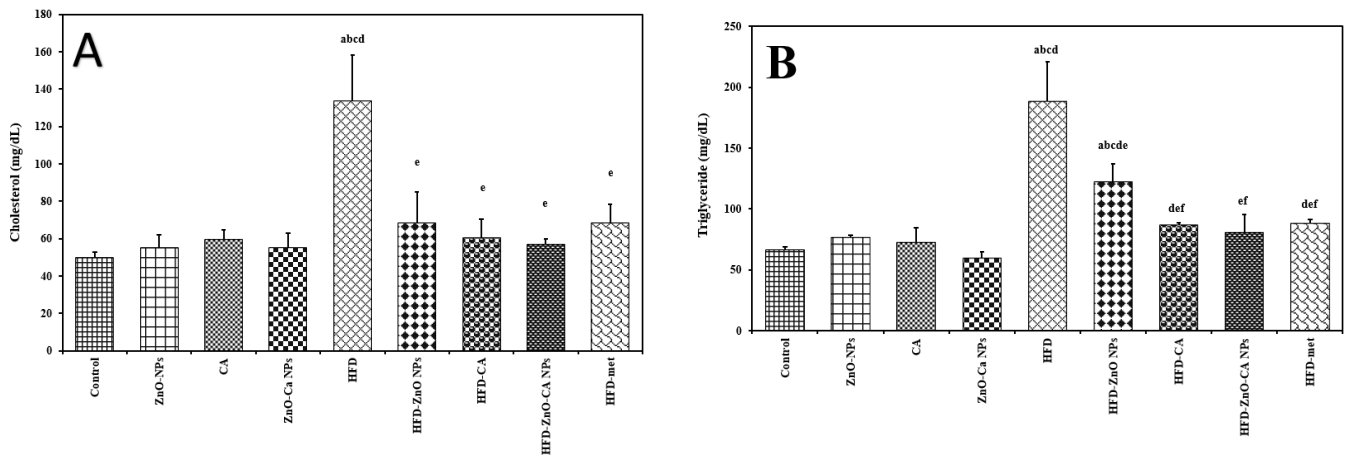 A
Cholesterol (mg/dL)
180
160
140
120
100
80
60
40
20
0
abcd
e
e
e
e
Control
ZnO-NPs
CA
ZnO-Ca NPs
HFD
HFD-ZnO NPs
HFD-CA
HFD-ZnO-CA NPs
HFD-met
B
Triglyceride (mg/dL)
250
200
150
100
50
0
abcd
abcde
def
ef
def
Control
ZnO-NPs
CA
ZnO-Ca NPs
HFD
HFD-ZnO NPs
HFD-CA
HFD-ZnO-CA NPs
HFD-met